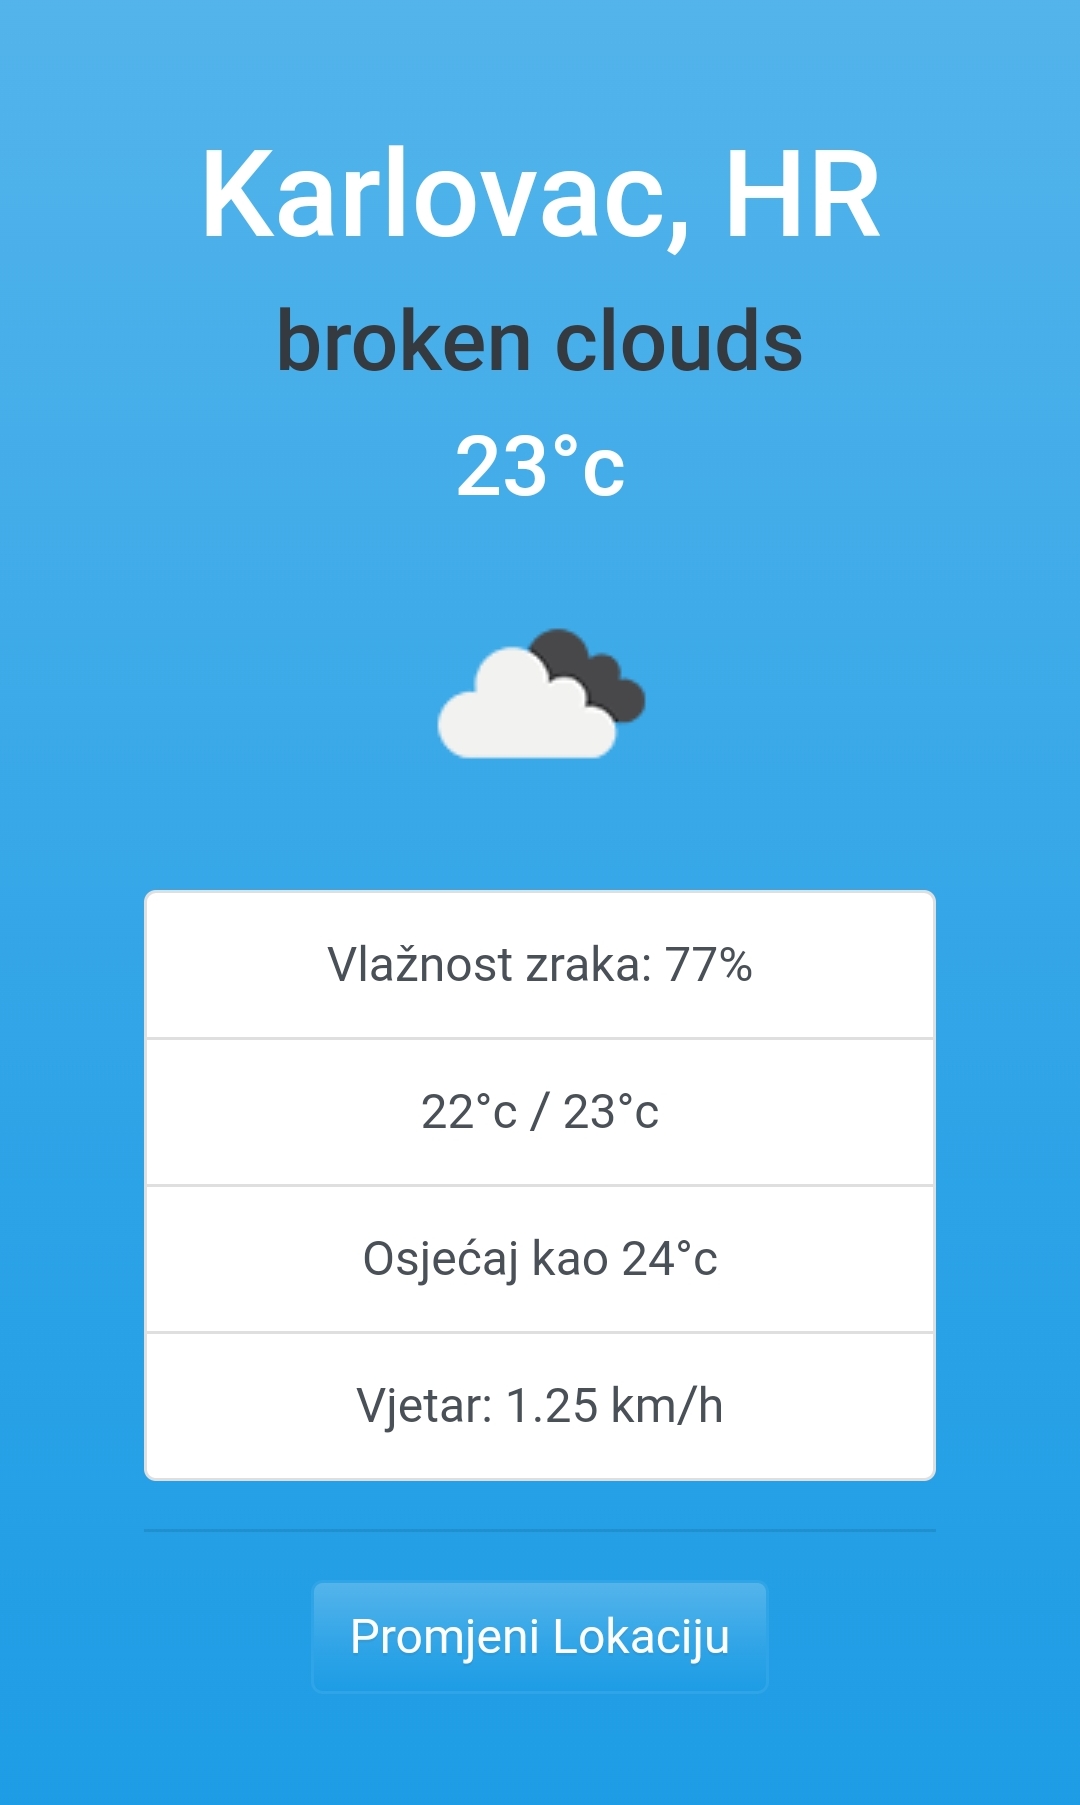 Karlovac, HR
broken clouds
23°c
Vlažnost zraka: 77%
22°c / 23°c
Osjećaj kao 24°c
Vjetar: 1.25 km/h
Promjeni Lokaciju